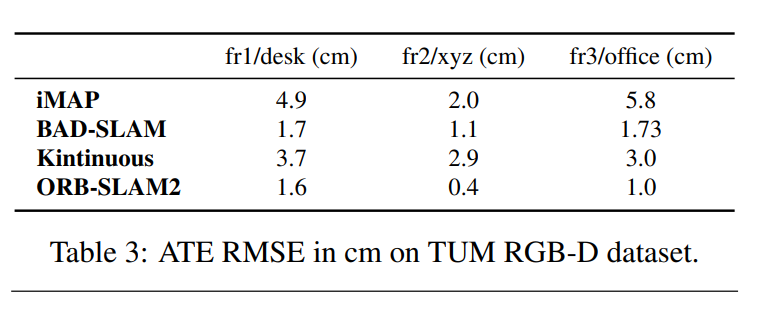 fr1/desk (cm) fr2/xyz (cm) fr3/office (cm)
iMAP 4.9 2.0 5.8
BAD-SLAM 1.7 1.1 1.73
Kintinuous 3.7 2.9 3.0
ORB-SLAM2 1.6 0.4 1.0
Table 3: ATE RMSE in cm on TUM RGB-D dataset.